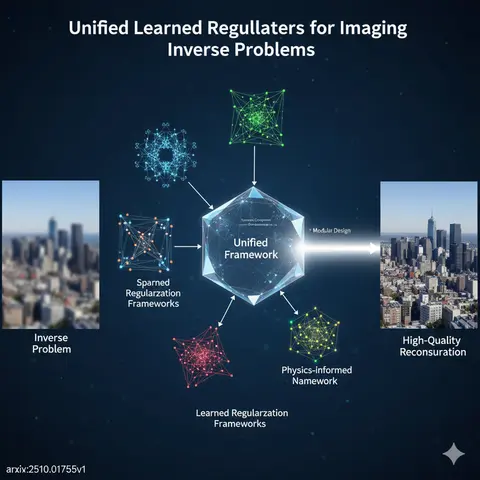 Unified Learned Regullaters for Imaging
Inverse Problems
Modular Design
Unified
Framework
Sparned
Regularzation
Frameworks
Inverse
Problem
High-Quality
Reconsuration
Physics-informed
Namework
Learned Regularzation
Frameworks
arxiv:2510.01755v1